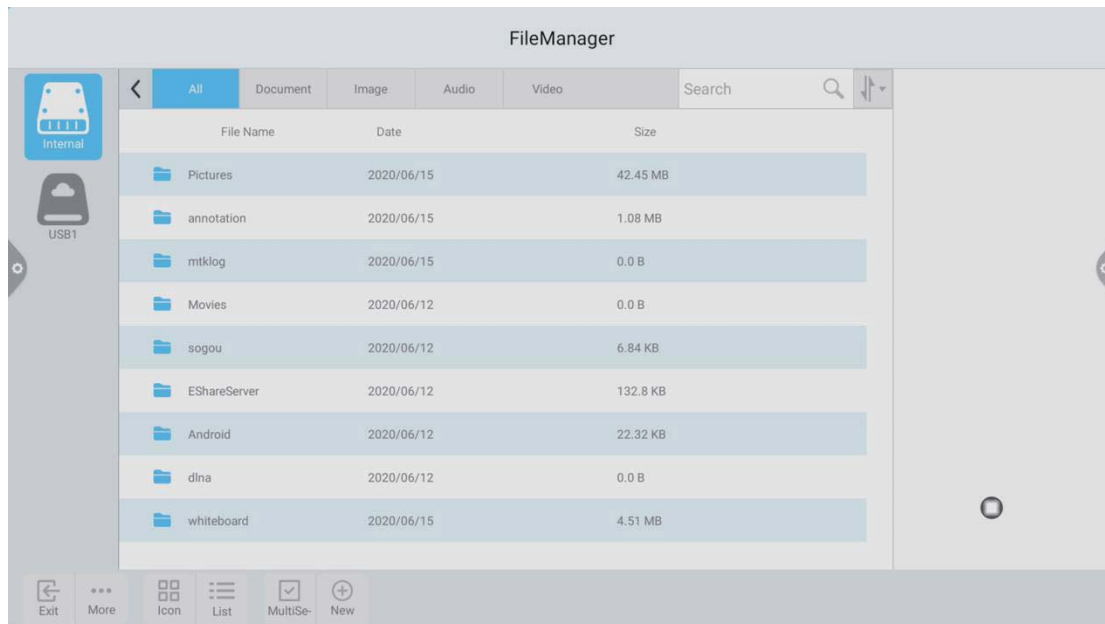 FileManager
Internal
USB1
All Document Image Audio Video Search
File Name Date Size
Pictures 2020/06/15 42.45 MB
annotation 2020/06/15 1.08 MB
mtklog 2020/06/15 0.0 B
Movies 2020/06/12 0.0 B
sogou 2020/06/12 6.84 KB
EShareServer 2020/06/12 132.8 KB
Android 2020/06/12 22.32 KB
dlna 2020/06/12 0.0 B
whiteboard 2020/06/15 4.51 MB
Exit More Icon List MultiSe- New